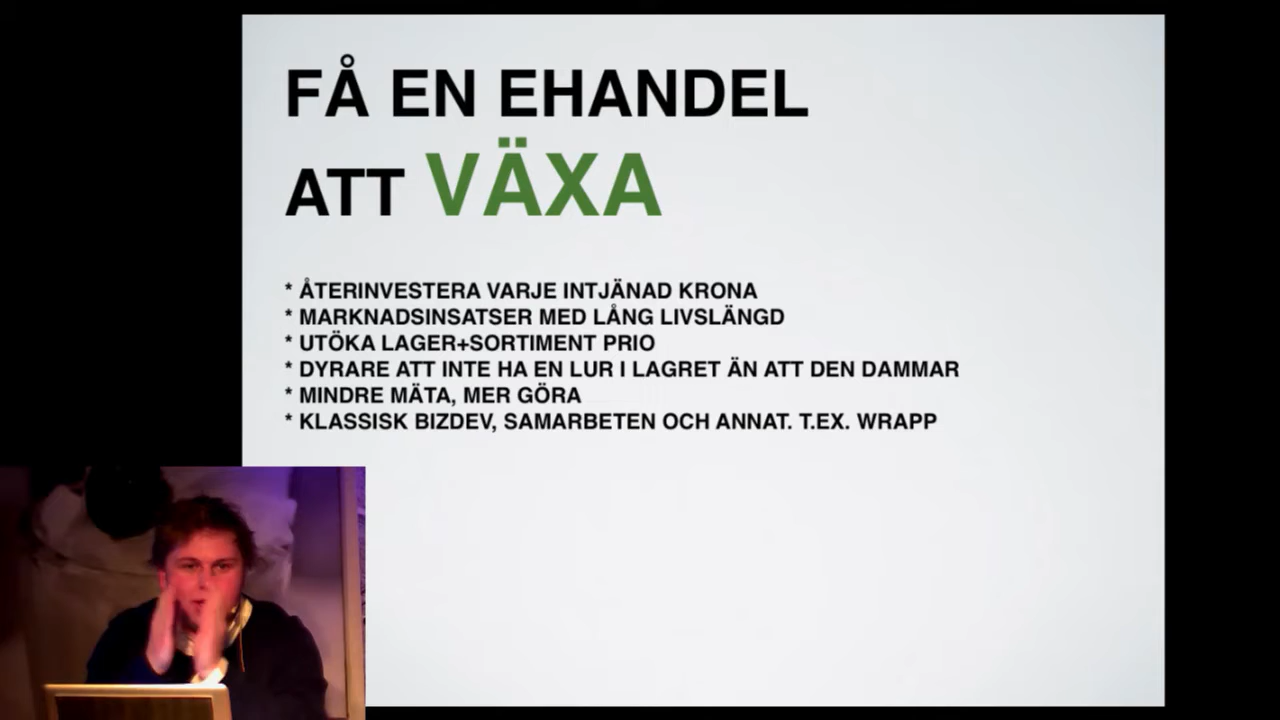 FÅ EN EHANDEL
ATT VÄXA
* ÅTERINVESTERA VARJE INTJÄNAD KRONA
* MARKNADSINSATSER MED LÅNG LIVSLÄNGD
* UTÖKA LAGER+SORTIMENT PRIO
* DYRARE ATT INTE HA EN LUR I LAGRET ÄN ATT DEN DAMMAR
* MINDRE MÄTA, MER GÖRA
* KLASSISK BIZDEV, SAMARBETEN OCH ANNAT. T.EX. WRAPP